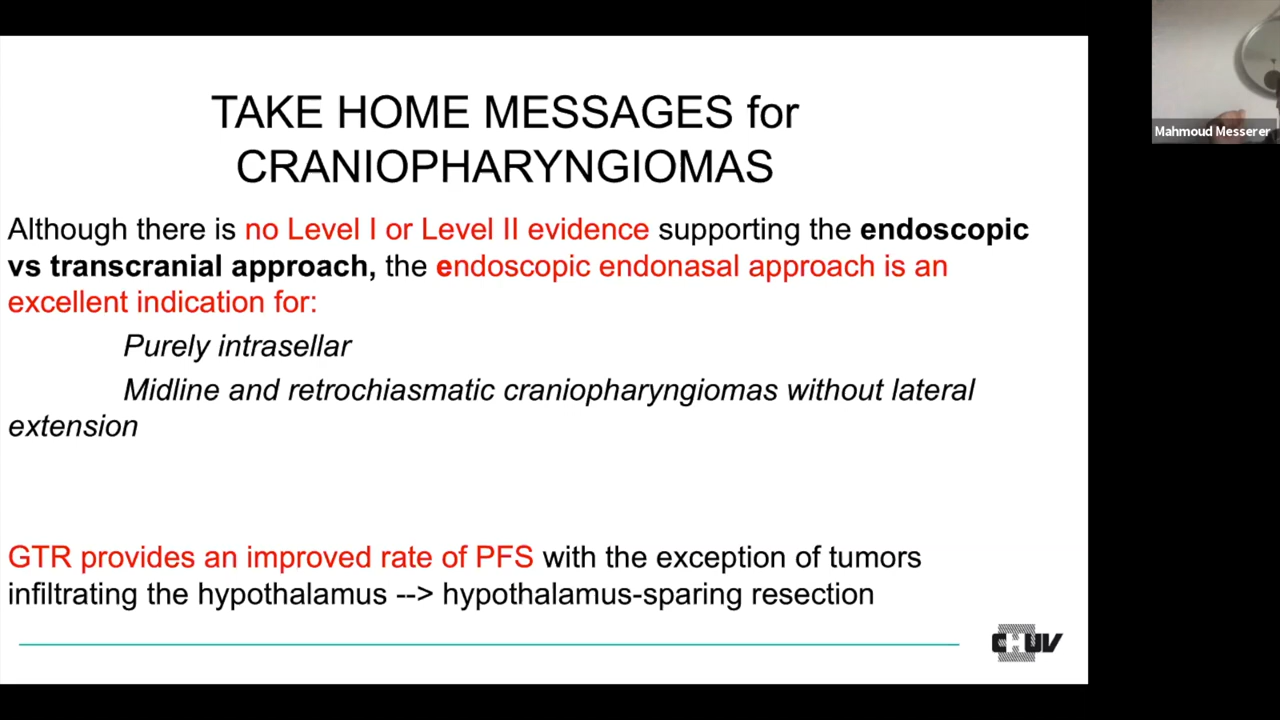 TAKE HOME MESSAGES for
CRANIOPHARYNGIOMAS
Although there is no Level I or Level II evidence supporting the endoscopic
vs transcranial approach, the endoscopic endonasal approach is an
excellent indication for:
Purely intrasellar
Midline and retrochiasmatic craniopharyngiomas without lateral
extension
GTR provides an improved rate of PFS with the exception of tumors
infiltrating the hypothalamus --> hypothalamus-sparing resection
CHUV
Mahmoud Messerer